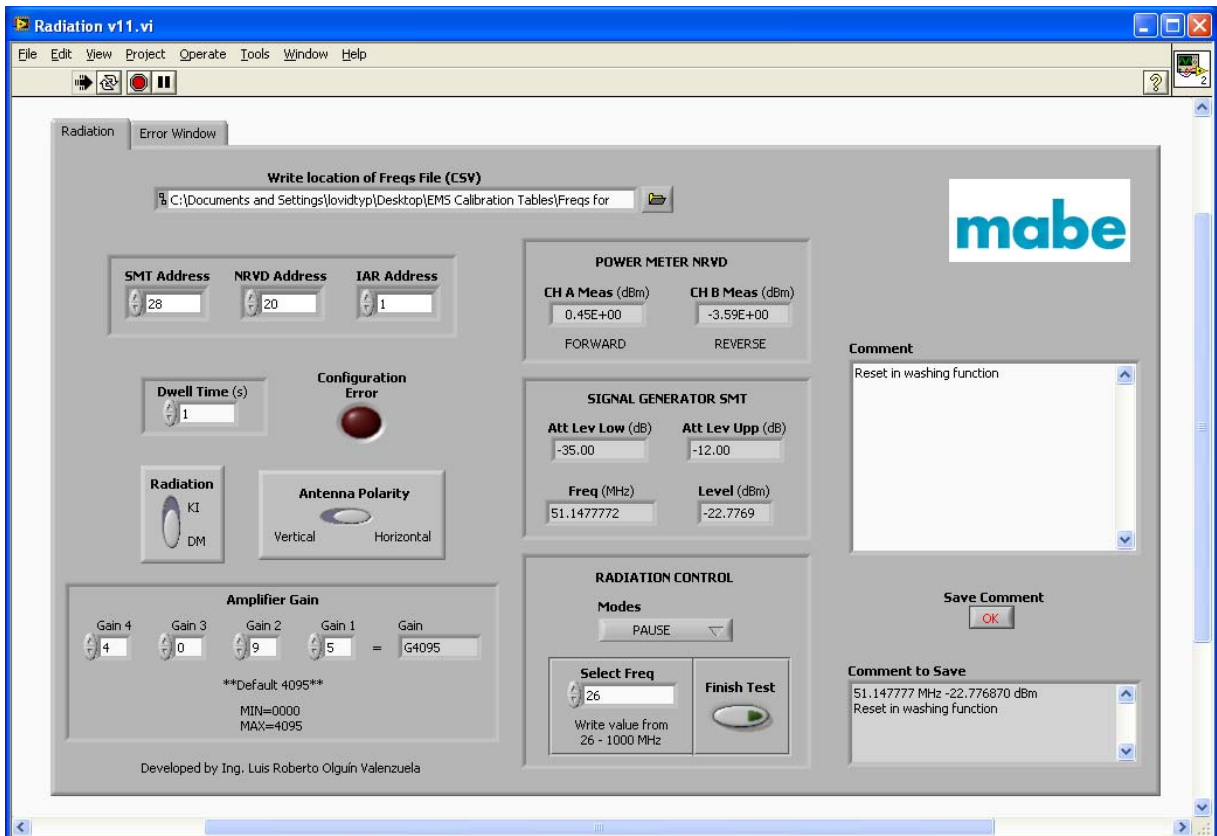 Radiation v11.vi
File Edit View Project Operate Tools Window Help
2
Radiation Error Window
Write location of Freqs File (CSV)
C:\Documents and Settings\lovidtyp\Desktop\EMS Calibration Tables\Freqs for
mabe
SMT Address NRVD Address IAR Address
28 20 1
POWER METER NRVD
CH A Meas (dBm) CH B Meas (dBm)
0.45E+00 -3.59E+00
FORWARD REVERSE
Dwell Time (s)
1
Configuration
Error
SIGNAL GENERATOR SMT
Att Lev Low (dB) Att Lev Upp (dB)
-35.00 -12.00
Freq (MHz) Level (dBm)
51.1477772 -22.7769
Comment
Reset in washing function
Radiation
KI
DM
Antenna Polarity
Vertical Horizontal
Amplifier Gain
Gain 4 Gain 3 Gain 2 Gain 1 Gain
4 0 9 5 = G4095
**Default 4095**
MIN=0000
MAX=4095
RADIATION CONTROL
Modes
PAUSE
Select Freq
26
Write value from
26 - 1000 MHz
Finish Test
Save Comment
OK
Comment to Save
51.147777 MHz -22.776870 dBm
Reset in washing function
Developed by Ing. Luis Roberto Olguín Valenzuela